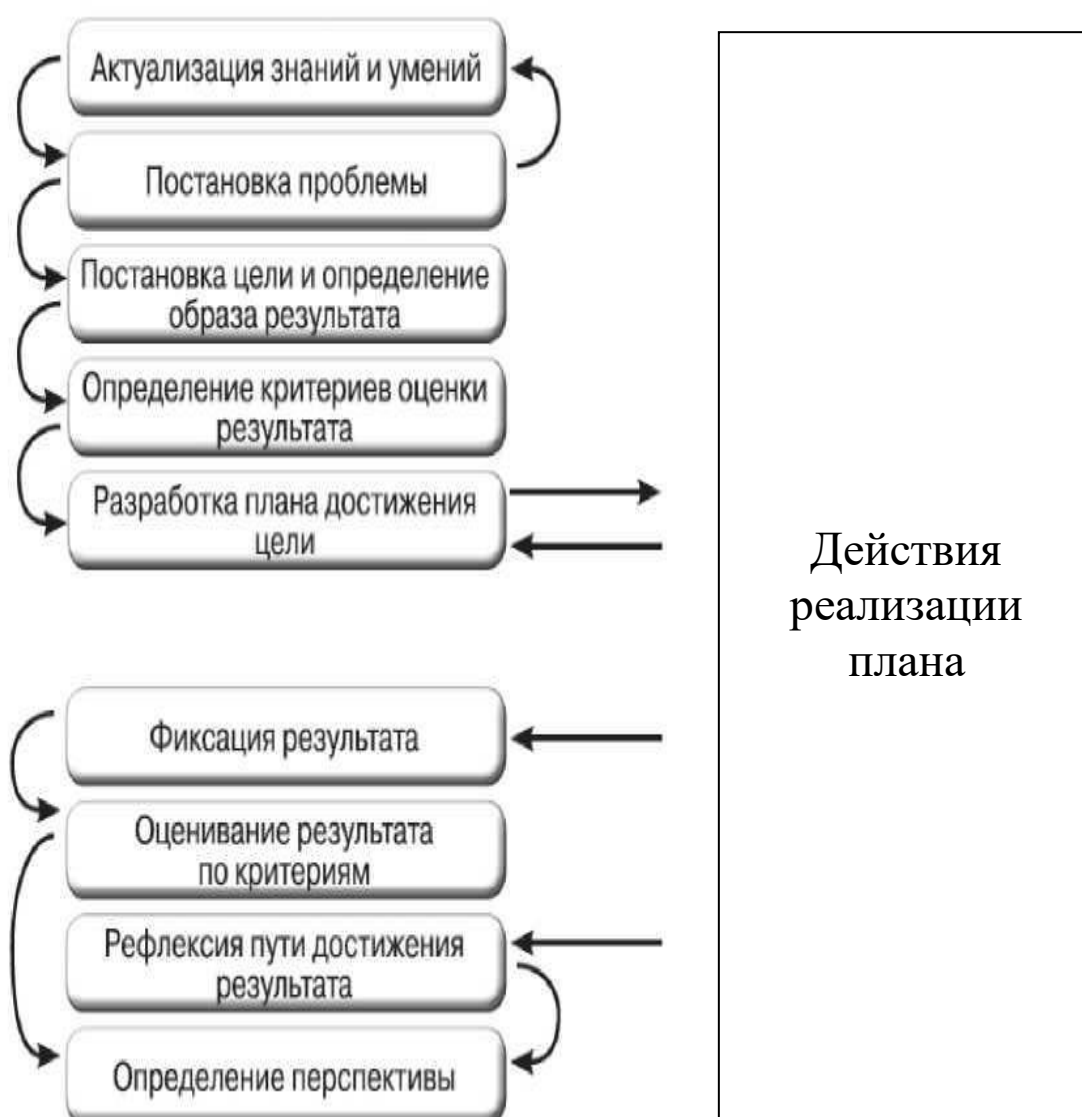 Актуализация знаний и умений
Постановка проблемы
Постановка цели и определение
образа результата
Определение критериев оценки
результата
Разработка плана достижения
цели
Действия
реализации
плана
Фиксация результата
Оценивание результата
по критериям
Рефлексия пути достижения
результата
Определение перспективы